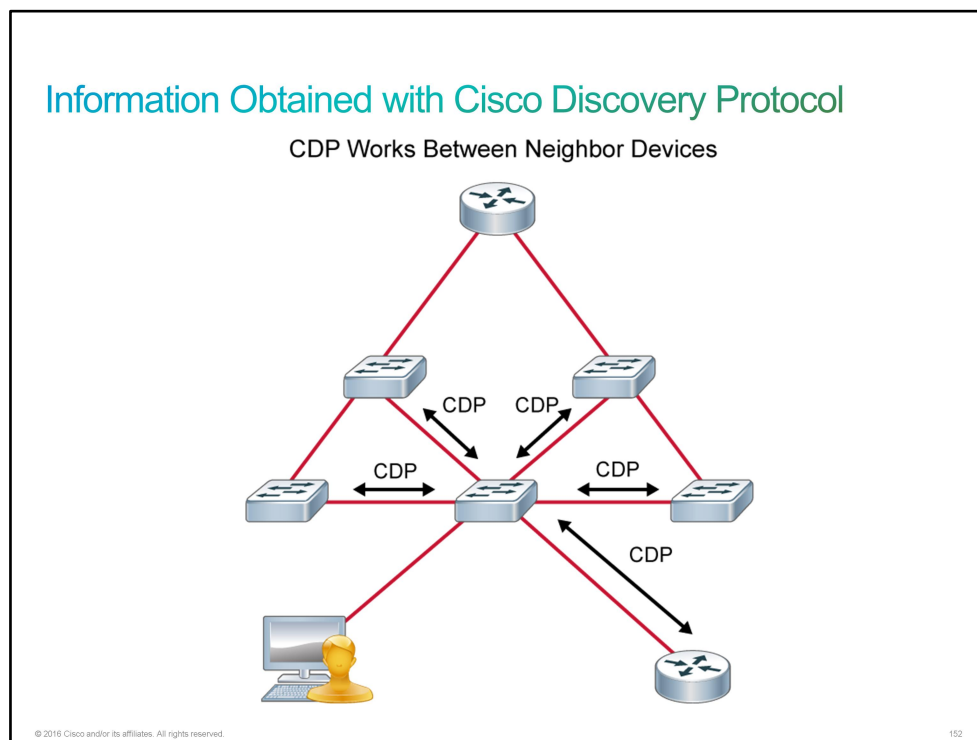 Information Obtained with Cisco Discovery Protocol
CDP Works Between Neighbor Devices
CDP
CDP
CDP
CDP
CDP
© 2016 Cisco and/or its affiliates. All rights reserved.
152